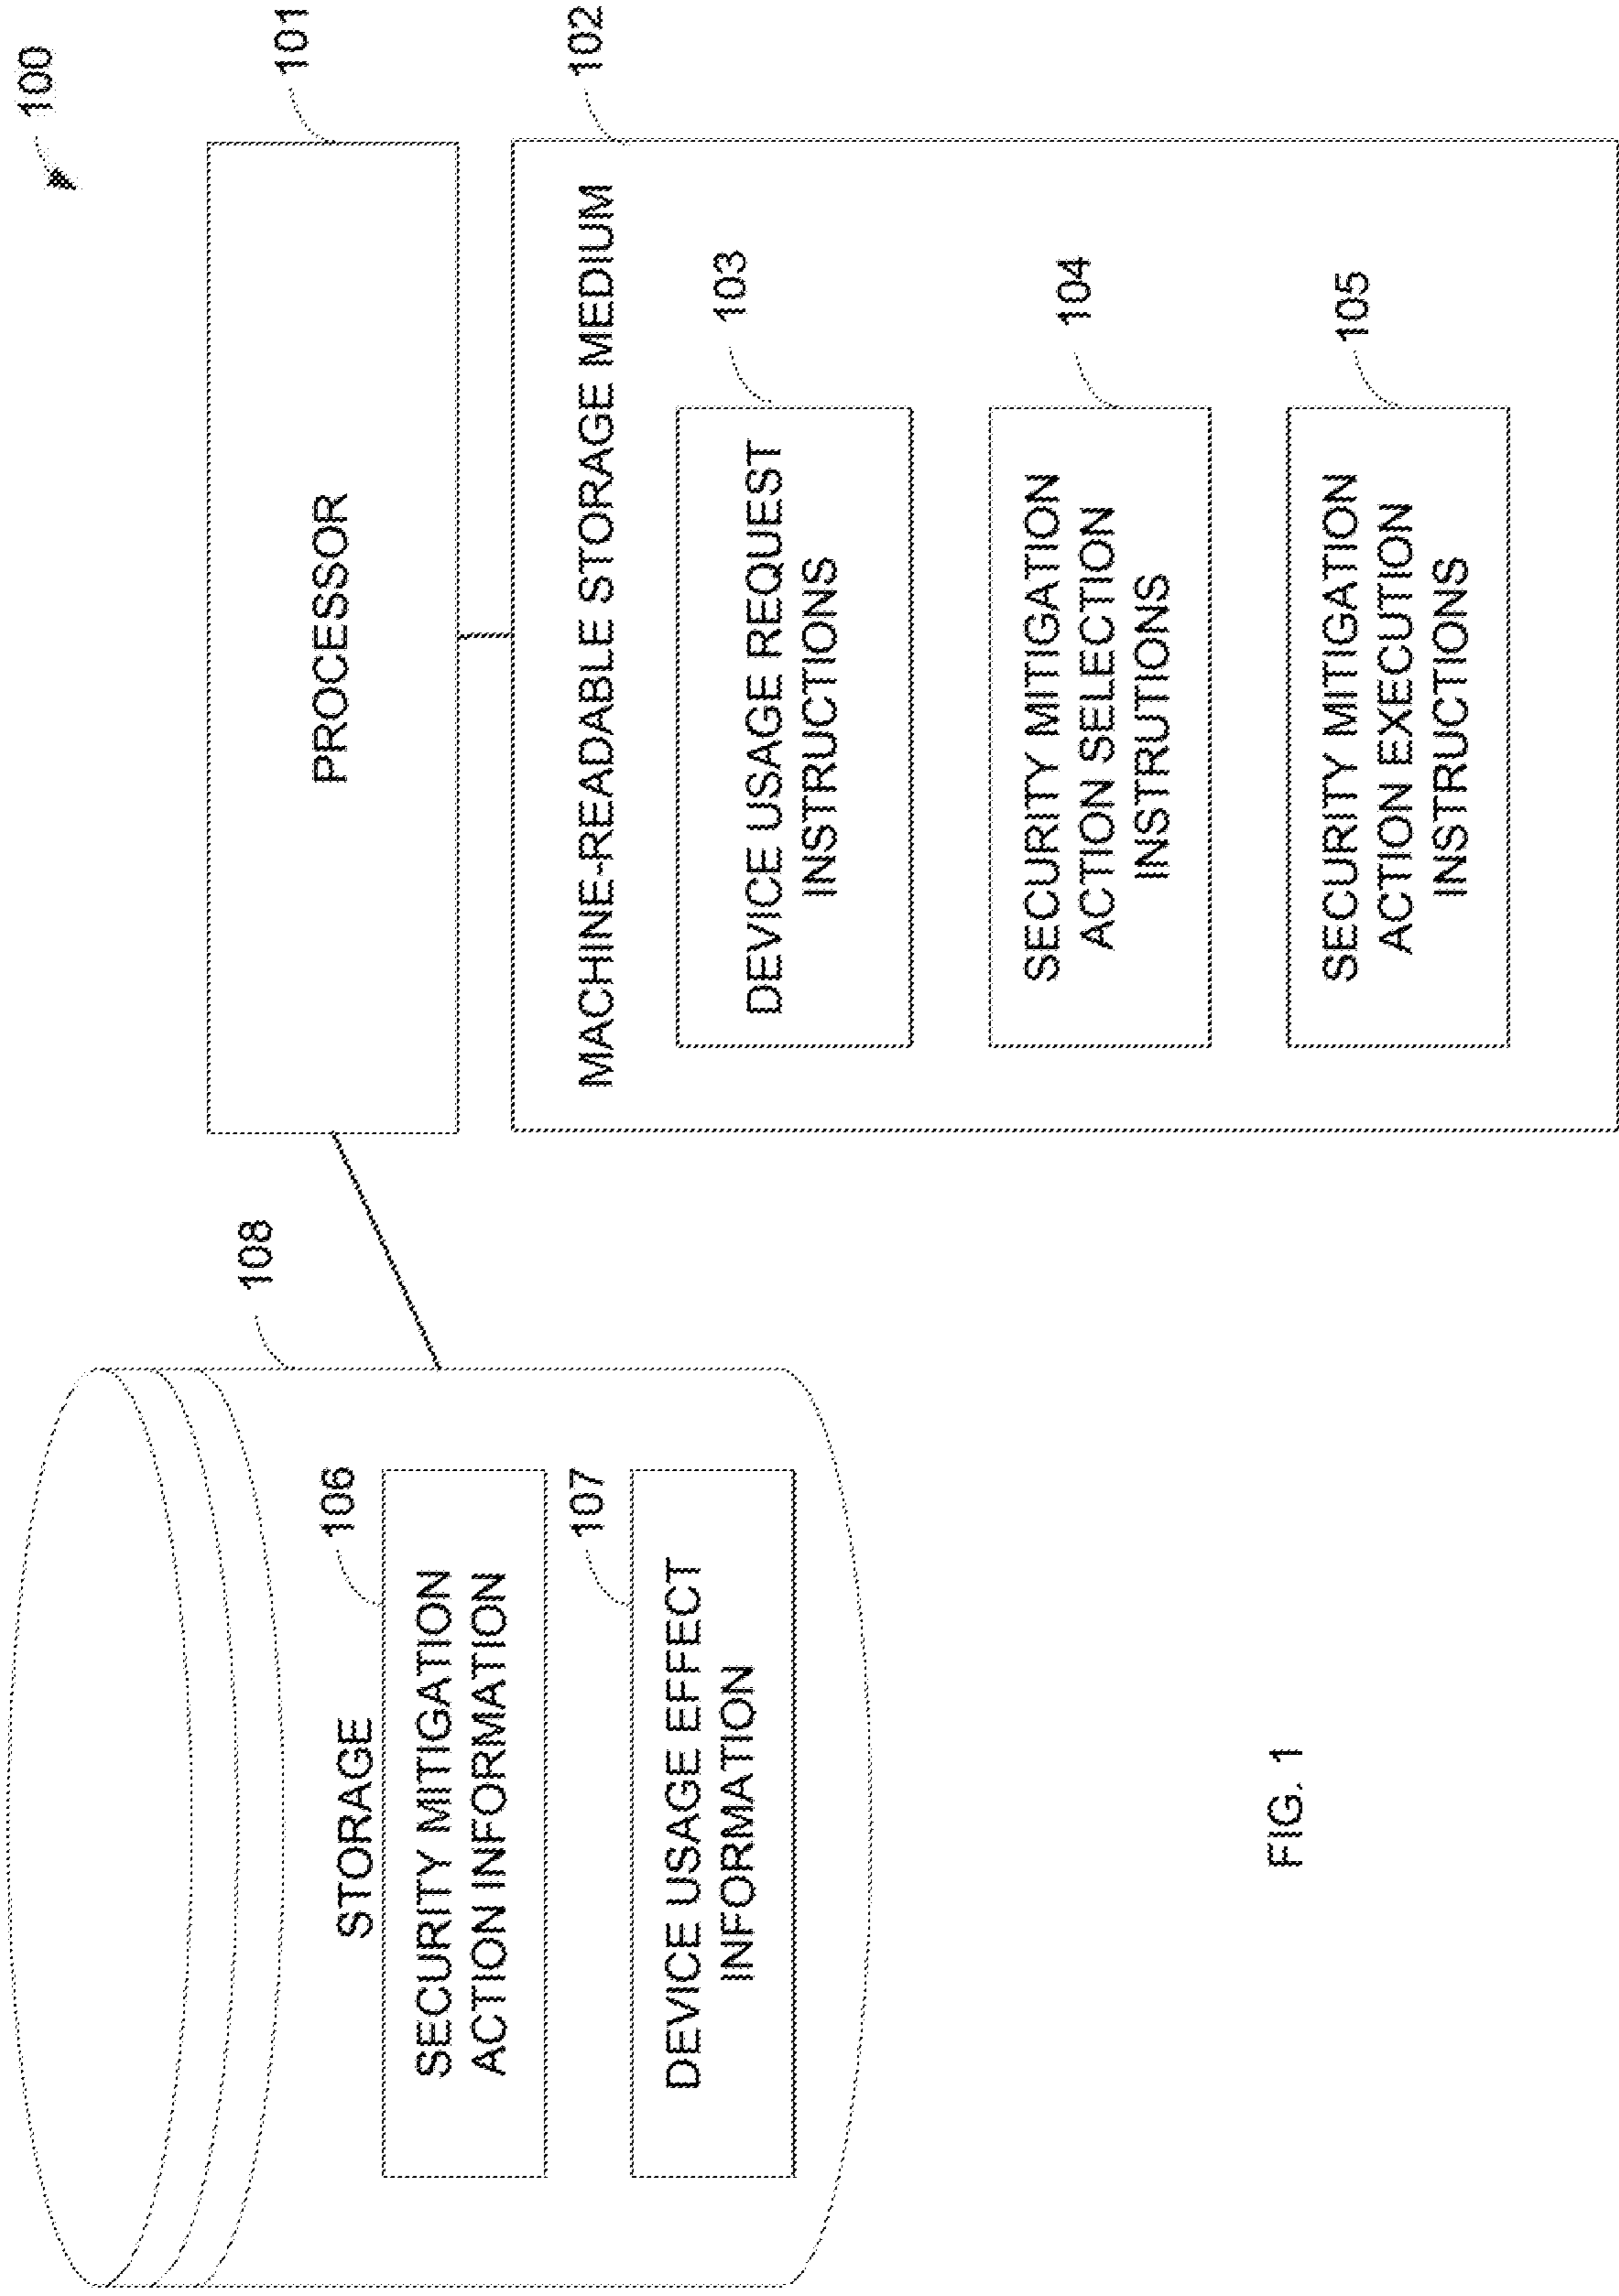 100
108
STORAGE
106
SECURITY MITIGATION
ACTION INFORMATION
107
DEVICE USAGE EFFECT
INFORMATION
101
PROCESSOR
102
MACHINE-READABLE STORAGE MEDIUM
103
DEVICE USAGE REQUEST
INSTRUCTIONS
104
SECURITY MITIGATION
ACTION SELECTION
INSTRUTIONS
105
SECURITY MITIGATION
ACTION EXECUTION
INSTRUCTIONS
FIG. 1